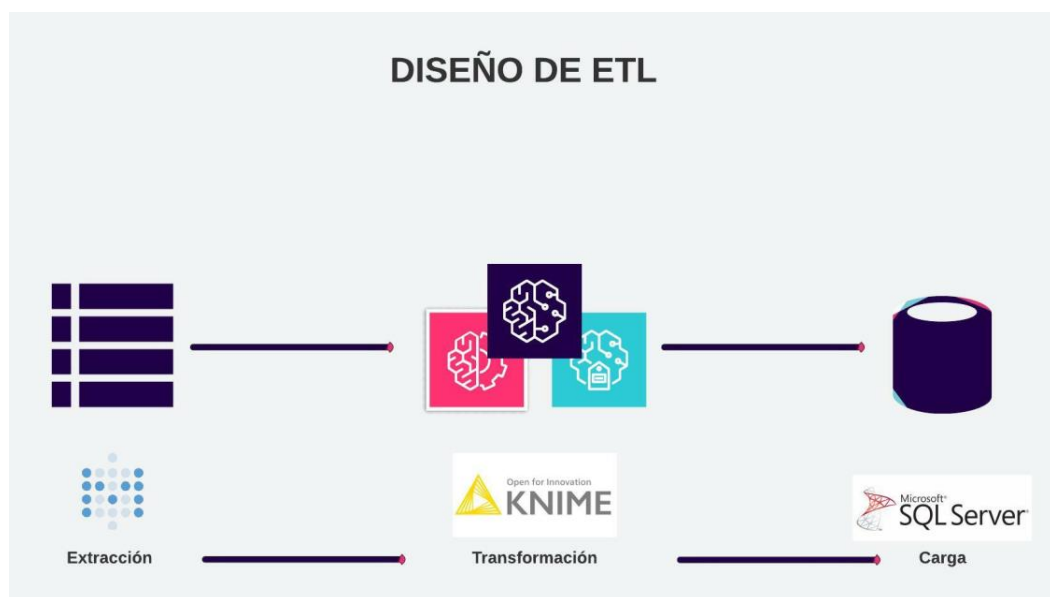 DISEÑO DE ETL
Open for Innovation
KNIME
Microsoft®
SQL Server®
Extracción
Transformación
Carga